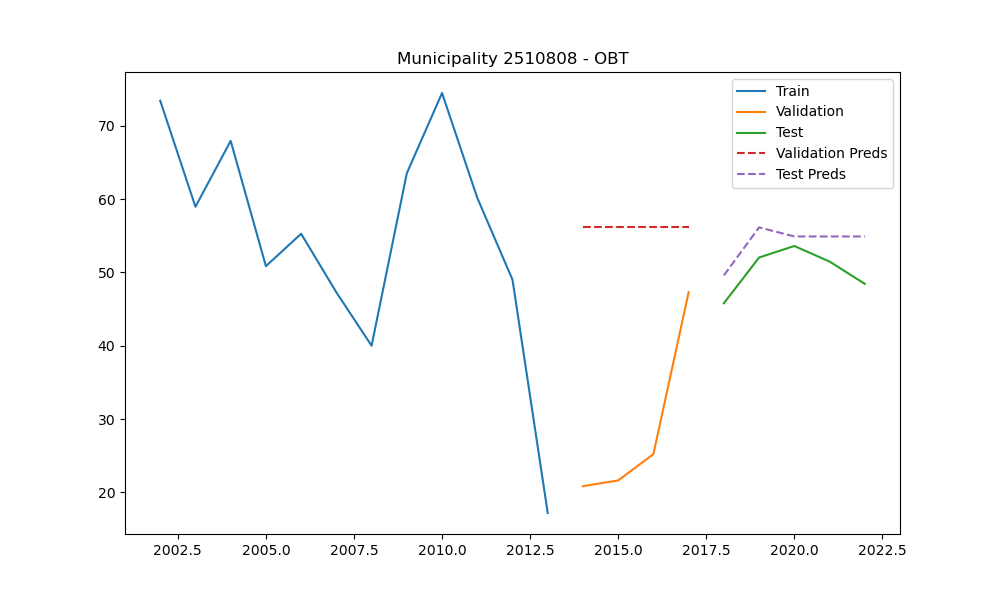 Municipality 2510808 - OBT
Train
Validation
Test
Validation Preds
Test Preds
70
60
50
40
30
20
2002.5 2005.0 2007.5 2010.0 2012.5 2015.0 2017.5 2020.0 2022.5